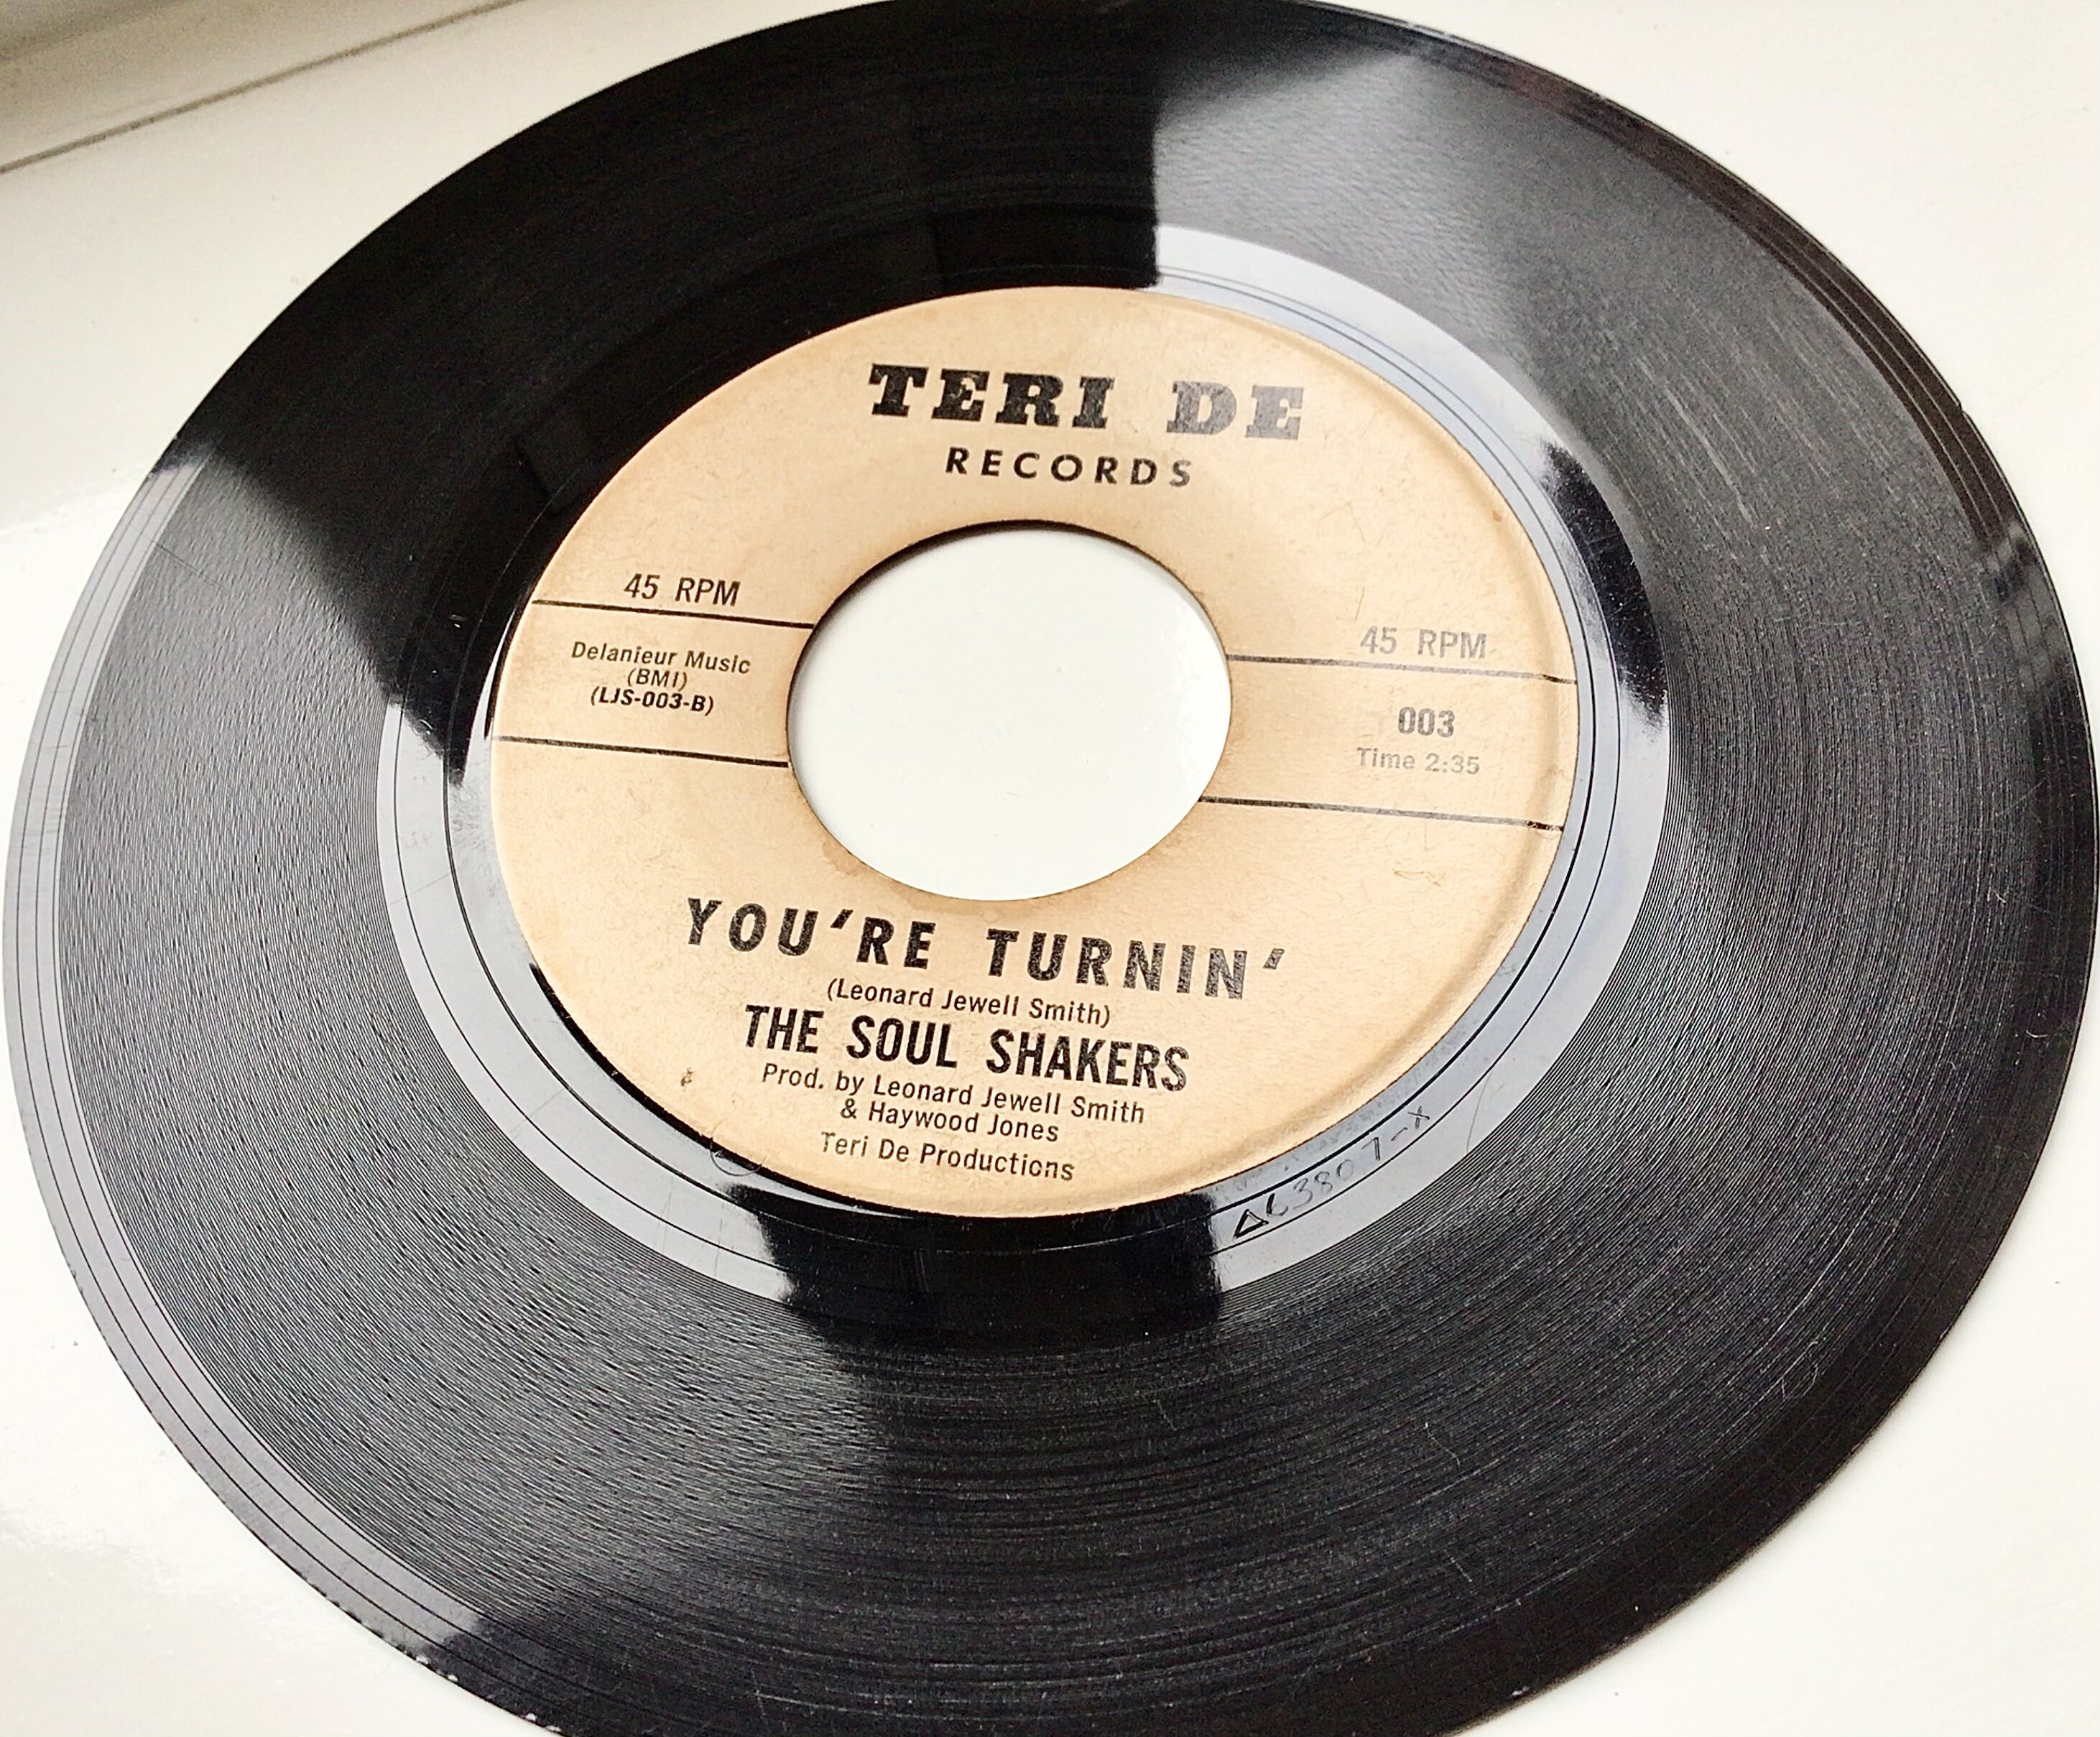 TERI DE
RECORDS
45 RPM
Delanieur Music
(BMI)
(LJS-003-B)
45 RPM
003
Time 2:35
YOU'RE TURNIN'
(Leonard Jewell Smith)
THE SOUL SHAKERS
Prod. by Leonard Jewell Smith
& Haywood Jones
Teri De Productions